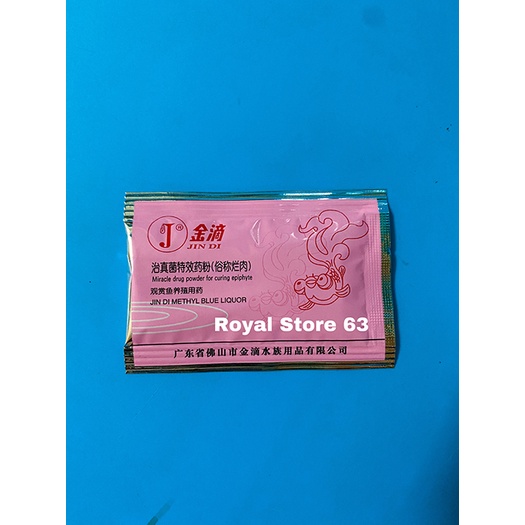 J®
金滴
JIN DI
治真菌特效药粉(俗称烂肉)
Miracle drug powder for curing epiphyte
观赏鱼养殖用药
JIN DI METHYL BLUE LIQUOR
Royal Store 63
广东省佛山市金滴水族用品有限公司